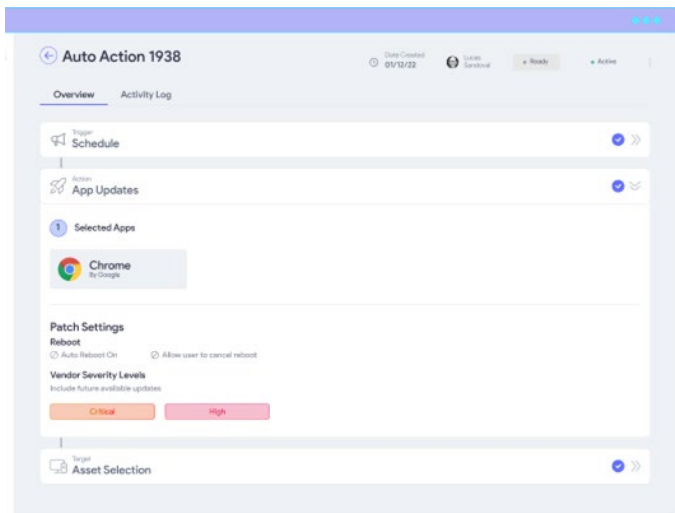 Auto Action 1938
Date Created
01/12/22
Lucas
Sandoval
Ready
Active
Overview
Activity Log
Trigger
Schedule
Action
App Updates
1
Selected Apps
Chrome
By Google
Patch Settings
Reboot
Auto Reboot On
Allow user to cancel reboot
Vendor Severity Levels
Include future available updates
Critical
High
Target
Asset Selection